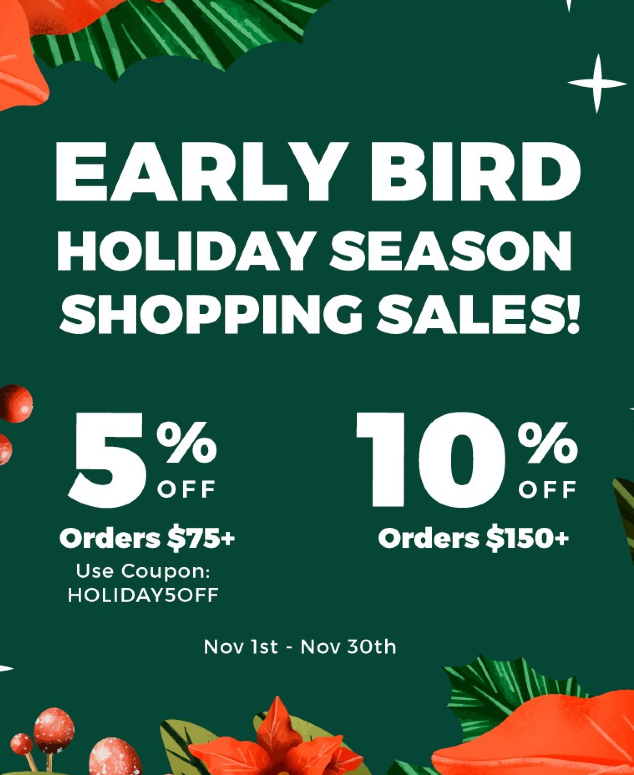 EARLY BIRD
HOLIDAY SEASON
SHOPPING SALES!
5% OFF
Orders $75+
Use Coupon:
HOLIDAY5OFF
10% OFF
Orders $150+
Nov 1st - Nov 30th